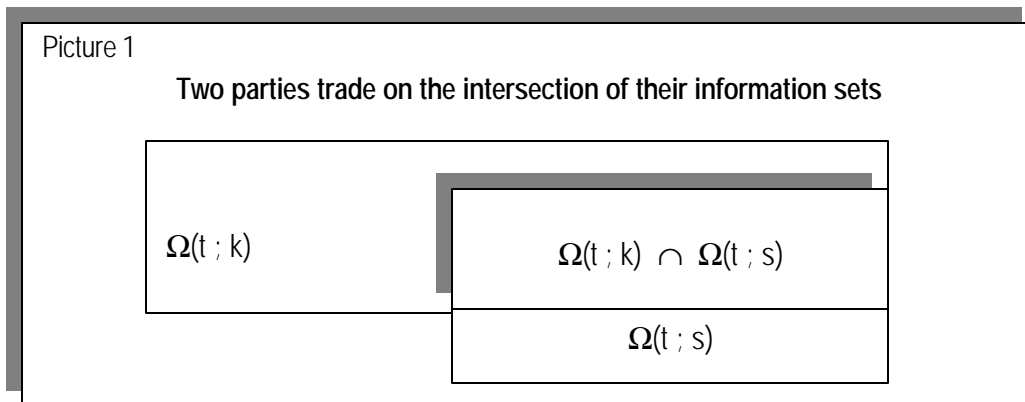 Picture 1
Two parties trade on the intersection of their information sets
Ω(t ; k)
Ω(t ; k) ∩ Ω(t ; s)
Ω(t ; s)